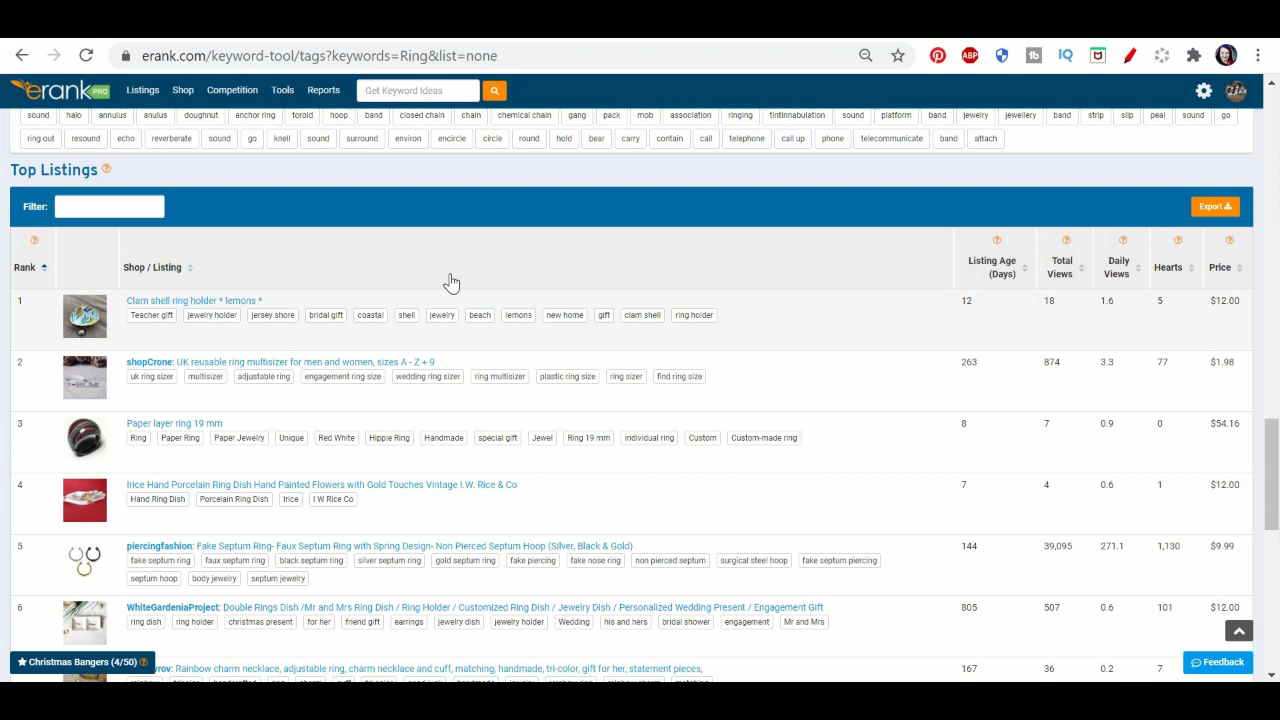 erank.com/keyword-tool/tags?keywords=Ring&list=none
erank PRO Listings Shop Competition Tools Reports Get Keyword Ideas
sound halo annulus anulus doughnut anchor ring toroid hoop band closed chain chain chemical chain gang pack mob association ringing tintinnabulation sound platform band jewelry jewellery band strip slip peal sound go
ring out resound echo reverberate sound go knell sound surround environ encircle circle round hold bear carry contain call telephone call up phone telecommunicate band attach
Top Listings
Filter: Export
Rank Shop / Listing Listing Age (Days) Total Views Daily Views Hearts Price
1 Clam shell ring holder * lemons * 12 18 1.6 5 $12.00
Teacher gift jewelry holder jersey shore bridal gift coastal shell jewelry beach lemons new home gift clam shell ring holder
2 shopCrone: UK reusable ring multisizer for men and women, sizes A - Z + 9 263 874 3.3 77 $1.98
uk ring sizer multisizer adjustable ring engagement ring size wedding ring sizer ring multisizer plastic ring size ring sizer find ring size
3 Paper layer ring 19 mm 8 7 0.9 0 $54.16
Ring Paper Ring Paper Jewelry Unique Red White Hippie Ring Handmade special gift Jewel Ring 19 mm individual ring Custom Custom-made ring
4 Irice Hand Porcelain Ring Dish Hand Painted Flowers with Gold Touches Vintage I.W. Rice & Co 7 4 0.6 1 $12.00
Hand Ring Dish Porcelain Ring Dish Irice I W Rice Co
5 piercingfashion: Fake Septum Ring- Faux Septum Ring with Spring Design- Non Pierced Septum Hoop (Silver, Black & Gold) 144 39,095 271.1 1,130 $9.99
fake septum ring faux septum ring black septum ring silver septum ring gold septum ring fake piercing fake nose ring non pierced septum surgical steel hoop fake septum piercing
septum hoop body jewelry septum jewelry
6 WhiteGardeniaProject: Double Rings Dish /Mr and Mrs Ring Dish / Ring Holder / Customized Ring Dish / Jewelry Dish / Personalized Wedding Present / Engagement Gift 805 507 0.6 101 $12.00
ring dish ring holder christmas present for her friend gift earrings jewelry dish jewelry holder Wedding his and hers bridal shower engagement Mr and Mrs
Christmas Bangers (4/50) yrov: Rainbow charm necklace, adjustable ring, charm necklace and cuff, matching, handmade, tri-color, gift for her, statement pieces, 167 36 0.2 7 Feedback